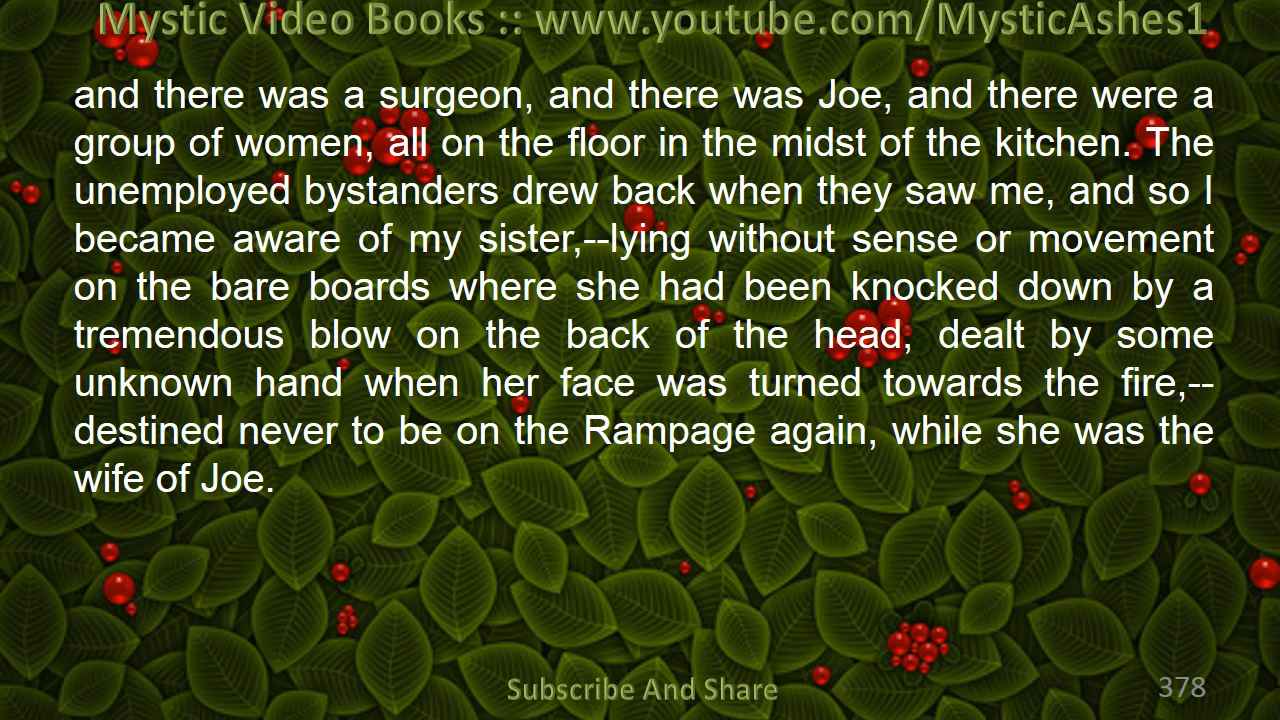 Mystic Video Books :: www.youtube.com/MysticAshes1
and there was a surgeon, and there was Joe, and there were a
group of women, all on the floor in the midst of the kitchen. The
unemployed bystanders drew back when they saw me, and so I
became aware of my sister,--lying without sense or movement
on the bare boards where she had been knocked down by a
tremendous blow on the back of the head, dealt by some
unknown hand when her face was turned towards the fire,--
destined never to be on the Rampage again, while she was the
wife of Joe.
Subscribe And Share
378